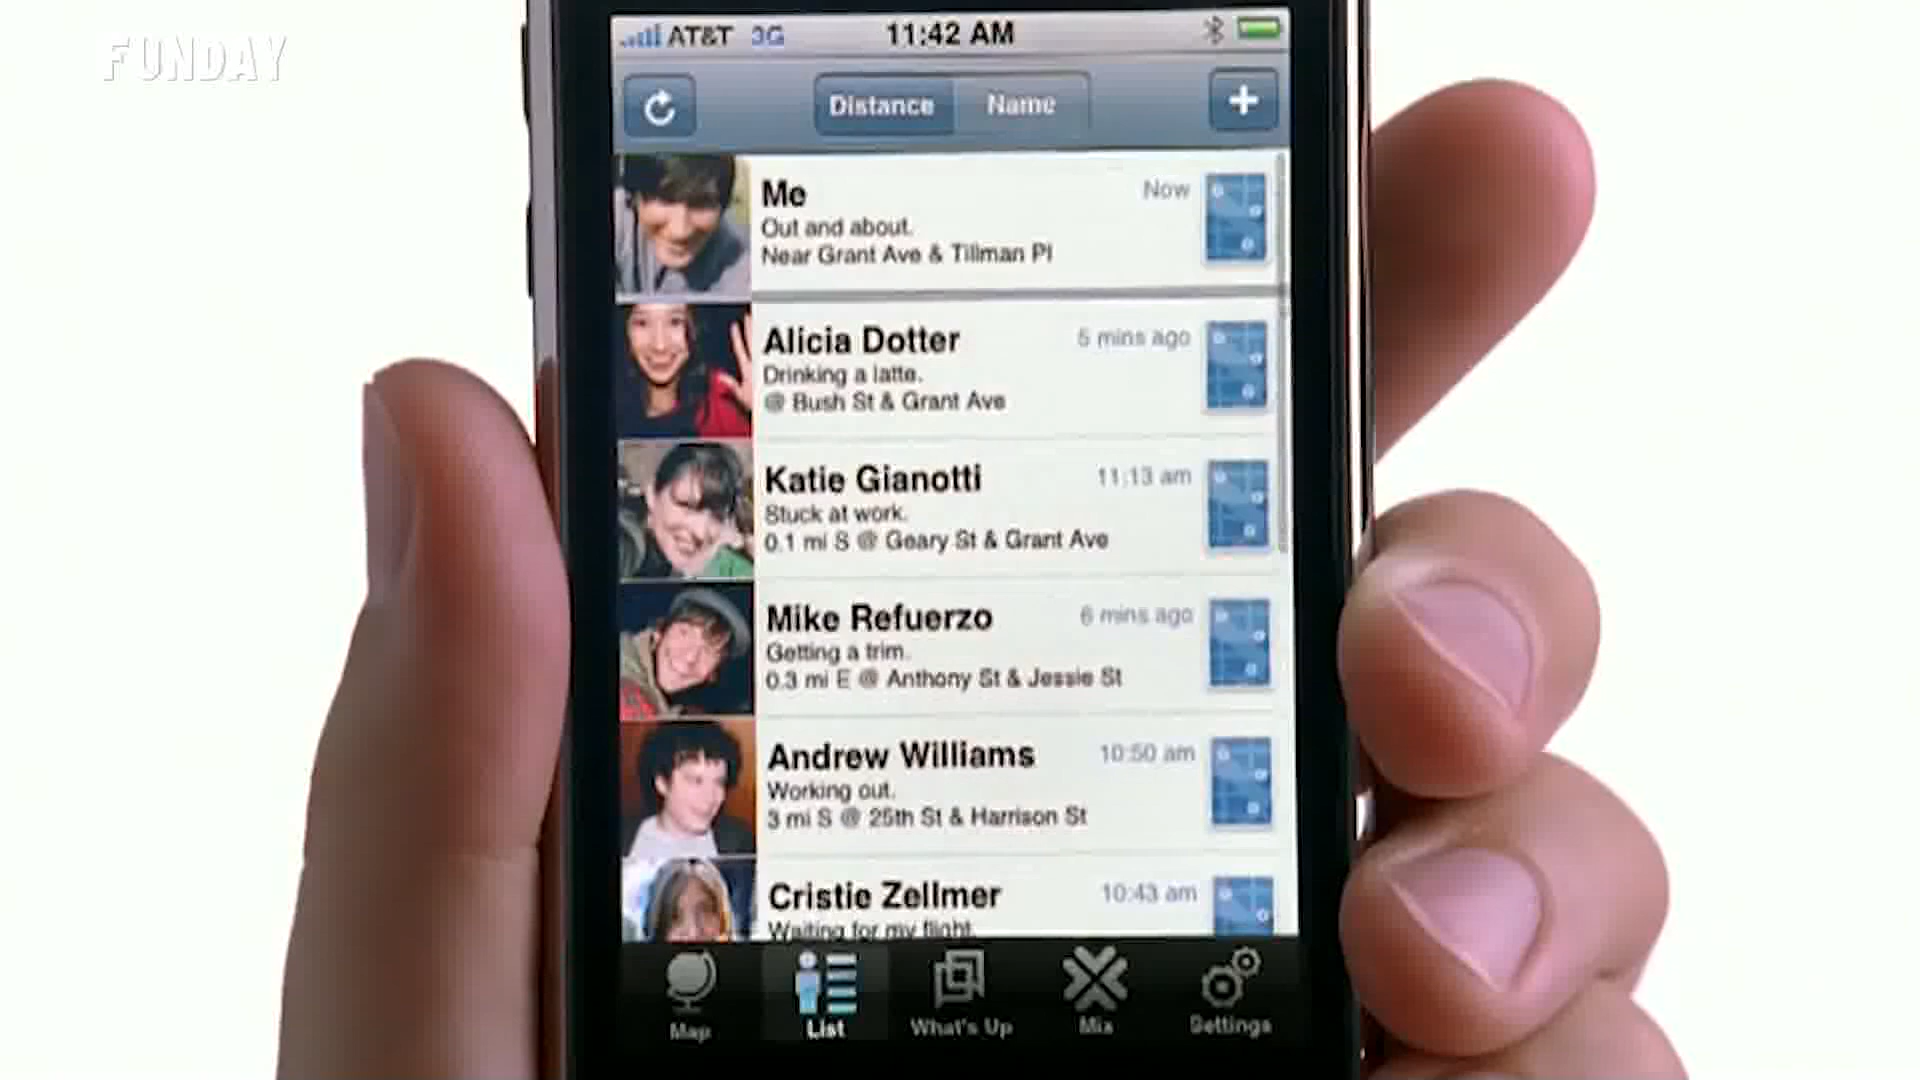 FUNDAY
AT&T 3G 11:42 AM
Distance Name
Me Now
Out and about.
Near Grant Ave & Tillman Pl
Alicia Dotter 5 mins ago
Drinking a latte.
@ Bush St & Grant Ave
Katie Gianotti 11:13 am
Stuck at work.
0.1 mi S @ Geary St & Grant Ave
Mike Refuerzo 6 mins ago
Getting a trim.
0.3 mi E @ Anthony St & Jessie St
Andrew Williams 10:50 am
Working out.
3 mi S @ 25th St & Harrison St
Cristie Zellmer 10:43 am
Waiting for my flight.
Map List What's Up Mix Settings